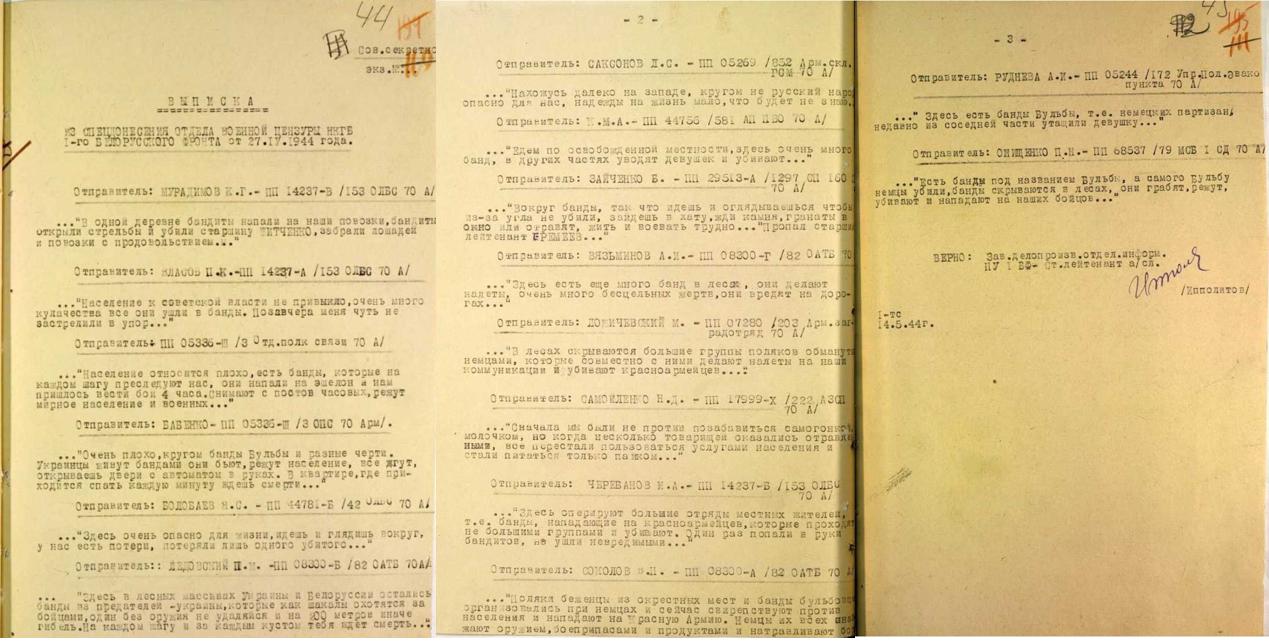 44
Сов.секретно
экз.
В Ы П И С К А
ИЗ СПЕЦДОНЕСЕНИЯ ОТДЕЛА ВОЕННОЙ ЦЕНЗУРЫ НКГБ
I-го БЕЛОРУССКОГО ФРОНТА от 27.IУ.1944 года.
Отправитель: МУРАДИМОВ К.Г.- ПП 14237-В /153 ОЛБС 70 А/
..."В одной деревне бандиты напали на наши повозки,бандиты
открыли стрельбы и убили старшину ТИТЧЕНКО,забрали лошадей
и повозки с продовольствием..."
Отправитель: ВЛАСОВ П.К.-ПП 14237-А /153 ОЛБС 70 А/
..."Население к советской власти не привыкло,очень много
кулачества все они ушли в банды. Позавчера меня чуть не
застрелили в упор..."
Отправитель: ПП 05336-Ш /3 Отд.полк связи 70 А/
..."Население относится плохо,есть банды, которые на
каждом шагу преследуют нас, они напали на эшелон и нам
пришлось вести бой 4 часа.Снимают с постов часовых,режут
мирное население и военных..."
Отправитель: БАБЕНКО- ПП 05336-Ш /3 ОПС 70 Арм/.
..."Очень плохо,кругом банды Бульбы и разные черти.
Украинцы живут бандами они бьют,режут население, все жгут,
открываешь двери с автоматом в руках. В квартире,где при-
ходится спать каждую минуту ждешь смерти..."
Отправитель: БОЛОБАЕВ Н.С. - ПП 44781-Б /42 ОЛБС 70 А/
..."Здесь очень опасно для жизни,идешь и глядишь вокруг,
у нас есть потери, потеряли лишь одного убитого..."
Отправитель:: ЛЕДОВСКИЙ П.М. -ПП 08300-Б /82 ОАТБ 70А/
... "Здесь в лесных массивах Украины и Белоруссии остались
банды из предателей -украины,которые как шакалы охотятся за
бойцами,один без оружия не удаляйся и на 200 метров иначе
гибель.На каждом шагу и за каждым кустом тебя ждет смерть..."
- 2 -
Отправитель: САКСОНОВ Л.С. - ПП 05269 /832 Арм.скл.
ГСМ 70 А/
..."Нахожусь далеко на западе, кругом не русский народ
опасно для нас, надежды на жизнь мало,что будет не знаю,
К.М.А.- ПП 44756 /581 АП ПВО 70 А/
..."Едем по освобожденной местности,здесь очень много
банд,в других частях уводят девушек и убивают..."
Отправитель: ЗАЙЧЕНКО Б. - ПП 29513-А /1297 СП 160
70 А/
..."Вокруг банды, так что идешь и оглядываешься чтобы
из-за угла не убили, зайдешь в хату,жди камня,гранаты в
окно или отравят, жить и воевать трудно..."Пропал старши
лейтенант ЕРЕМЕЕВ..."
Отправитель: ВЯЗЬМИНОВ А.И.- ПП 08300-Г /82 ОАТБ 70
..."Здесь есть еще много банд в лесах, они делают
налеты, очень много бесцельных жертв,они вредят на доро-
гах..."
Отправитель: ЛОЖИЧЕВСКИЙ М. - ПП 07280 /203 Арм.заг-
радотряд 70 А/
..."В лесах скрываются большие группы поляков обманут
немцами, которые совместно с ними делают налеты на наши
коммуникации и убивают красноармейцев..."
Отправитель: САМОЙЛЕНКО Н.Д. - ПП 17999-Х /222 АЗСП
70 А/
..."Сначала мы были не против позабавиться самогонкой,
молочком, но когда несколько товарищей оказались отравлен
ными, все перестали пользоваться услугами населения и
стали питаться только пайком..."
Отправитель: ЧЕРЕВАНОВ И.А.- ПП 14237-Б /153 ОЛБС
70 А/
..."Здесь оперируют большие отряды местных жителей,
т.е. банды, нападающие на красноармейцев,которые проходят
не большими группами и убивают. Один раз попали в руки
бандитов, но ушли невредимыми..."
Отправитель: СОКОЛОВ В.П. - ПП 08300-А /82 ОАТБ 70 А
..."Поляки беженцы из окрестных мест и банды бульбов
организовались при немцах и сейчас свирепствуют против
населения и нападают на Красную Армию. Немцы их всех сна
жают оружием,боеприпасами и продуктами и натравливают бо
- 3 -
Отправитель: РУДНЕВА А.И.- ПП 05244 /172 Упр.Пол.Эвако
пункта 70 А/
..." Здесь есть банды Бульбы, т.е. немецких партизан,
недавно из соседней части утащили девушку..."
Отправитель: ОНИЩЕНКО П.Н.- ПП 68537 /79 МСБ 1 СД 70 А/
..."Есть банды под названием Бульбы, а самого Бульбу
немцы убили,банды скрываются в лесах, они грабят,режут,
убивают и нападают на наших бойцов..."
ВЕРНО: Зав.делопроизв.отдел.информ.
ПУ I БФ- Ст.лейтенант а/сл.
/Ипполитов/
I-тс
14.5.44г.